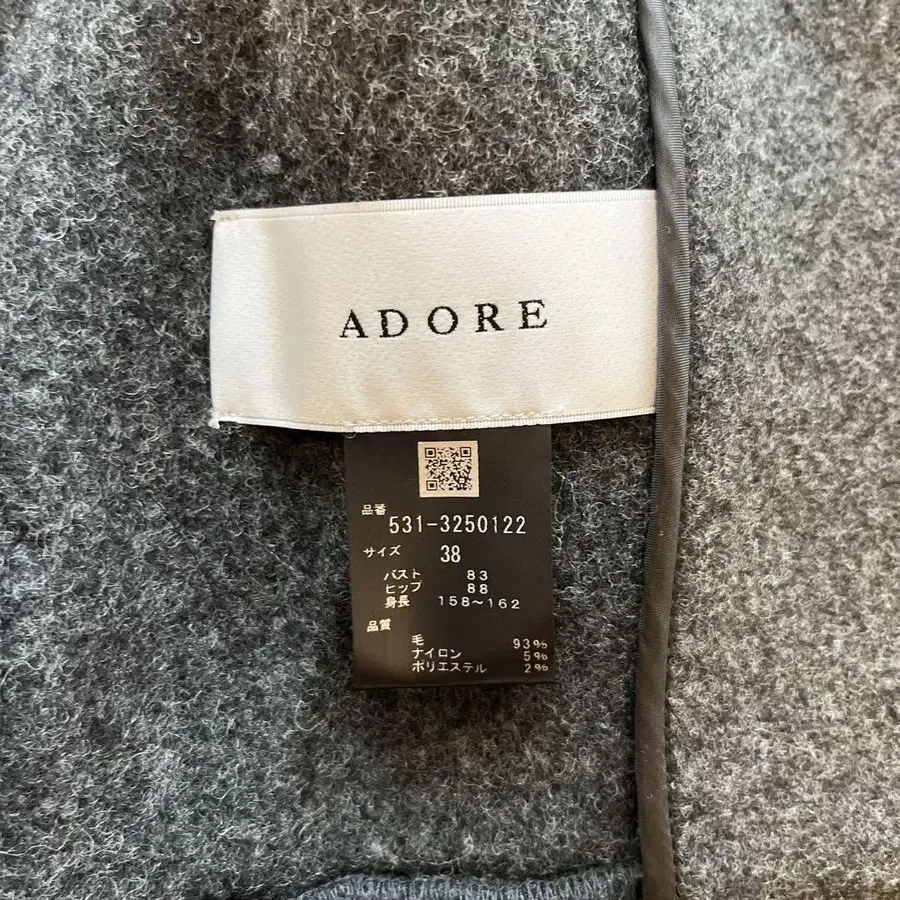 ADORE
品番
531-3250122
サイズ 38
バスト 83
ヒップ 88
身長 158~162
品質
毛 93%
ナイロン 5%
ポリエステル 2%